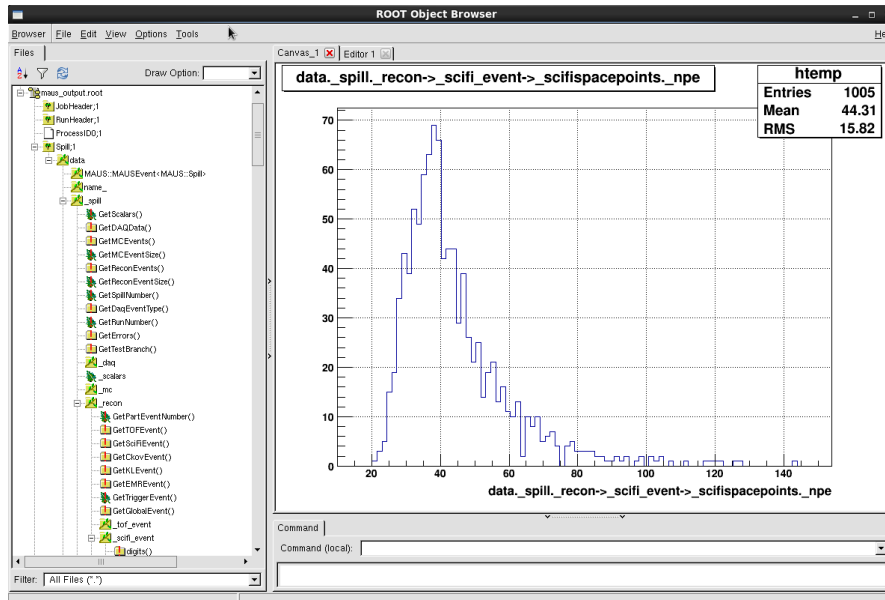 ROOT Object Browser
Browser File Edit View Options Tools
Files
Canvas_1 Editor 1
Draw Option:
maus_output.root
JobHeader;1
RunHeader;1
ProcessID0;1
Spill;1
data
MAUS::MAUSEvent<MAUS::Spill>
name_
_spill
GetScalars()
GetDAQData()
GetMCEvents()
GetMCEventSize()
GetReconEvents()
GetReconEventSize()
GetSpillNumber()
GetDaqEventType()
GetRunNumber()
GetErrors()
GetTestBranch()
_daq
_scalars
_mc
_recon
GetPartEventNumber()
GetTOFEvent()
GetSciFiEvent()
GetCkovEvent()
GetKLEvent()
GetEMREvent()
GetTriggerEvent()
GetGlobalEvent()
_tof_event
_scifi_event
digits()
Filter: All Files (*.*)
data._spill._recon->_scifi_event->_scifispacepoints._npe
htemp
Entries 1005
Mean 44.31
RMS 15.82
70
60
50
40
30
20
10
0
20 40 60 80 100 120 140
data._spill._recon->_scifi_event->_scifispacepoints._npe
Command
Command (local):